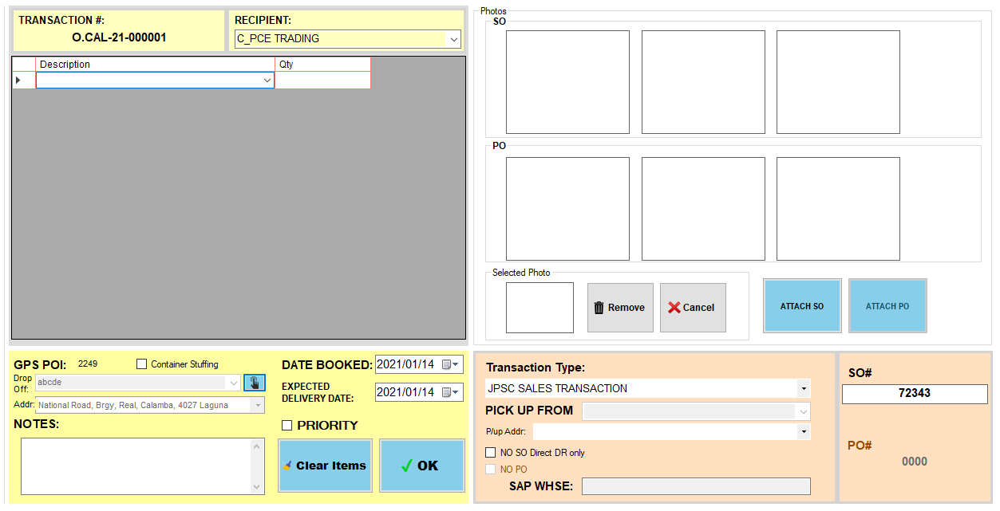 TRANSACTION #:
O.CAL-21-000001
RECIPIENT:
C_PCE TRADING
Description
Qty
Photos
SO
PO
Selected Photo
Remove
Cancel
ATTACH SO
ATTACH PO
GPS POI:
2249
Container Stuffing
Drop Off:
abcde
Addr:
National Road, Brgy, Real, Calamba, 4027 Laguna
NOTES:
DATE BOOKED:
2021/01/14
EXPECTED
DELIVERY DATE:
2021/01/14
PRIORITY
Clear Items
OK
Transaction Type:
JPSC SALES TRANSACTION
PICK UP FROM
P/up Addr:
NO SO Direct DR only
NO PO
SAP WHSE:
SO#
72343
PO#
0000